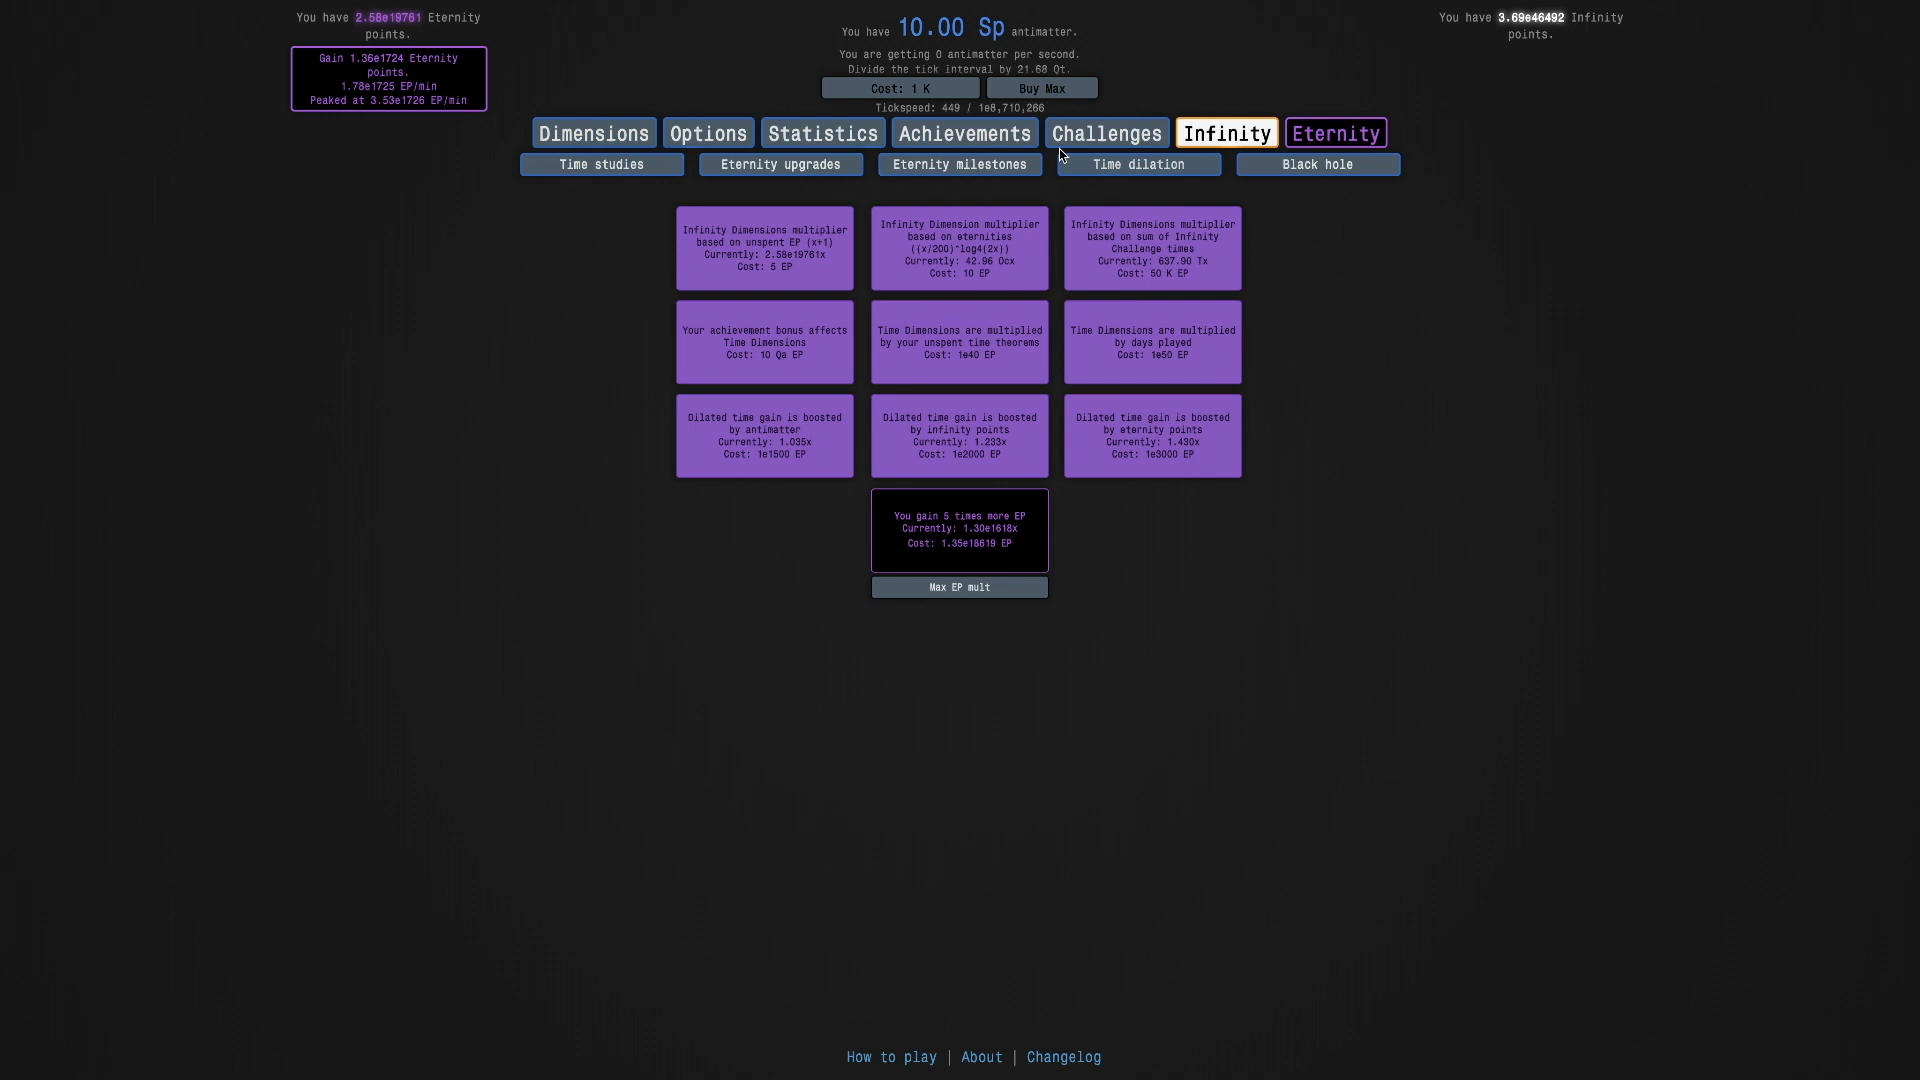 You have 2.58e19761 Eternity
points.
Gain 1.36e1724 Eternity
points.
1.78e1725 EP/min
Peaked at 3.53e1726 EP/min
You have 10.00 Sp antimatter.
You are getting 0 antimatter per second.
Divide the tick interval by 21.68 Qt.
Cost: 1 K
Buy Max
Tickspeed: 449 / 1e8,710,266
You have 3.69e46492 Infinity
points.
Dimensions
Options
Statistics
Achievements
Challenges
Infinity
Eternity
Time studies
Eternity upgrades
Eternity milestones
Time dilation
Black hole
Infinity Dimensions multiplier
based on unspent EP (x+1)
Currently: 2.58e19761x
Cost: 5 EP
Infinity Dimension multiplier
based on eternities
((x/200)^log4(2x))
Currently: 42.96 Ocx
Cost: 10 EP
Infinity Dimensions multiplier
based on sum of Infinity
Challenge times
Currently: 637.90 Tx
Cost: 50 K EP
Your achievement bonus affects
Time Dimensions
Cost: 10 Qa EP
Time Dimensions are multiplied
by your unspent time theorems
Cost: 1e40 EP
Time Dimensions are multiplied
by days played
Cost: 1e50 EP
Dilated time gain is boosted
by antimatter
Currently: 1.035x
Cost: 1e1500 EP
Dilated time gain is boosted
by infinity points
Currently: 1.233x
Cost: 1e2000 EP
Dilated time gain is boosted
by eternity points
Currently: 1.430x
Cost: 1e3000 EP
You gain 5 times more EP
Currently: 1.30e1618x
Cost: 1.35e18619 EP
Max EP mult
How to play | About | Changelog